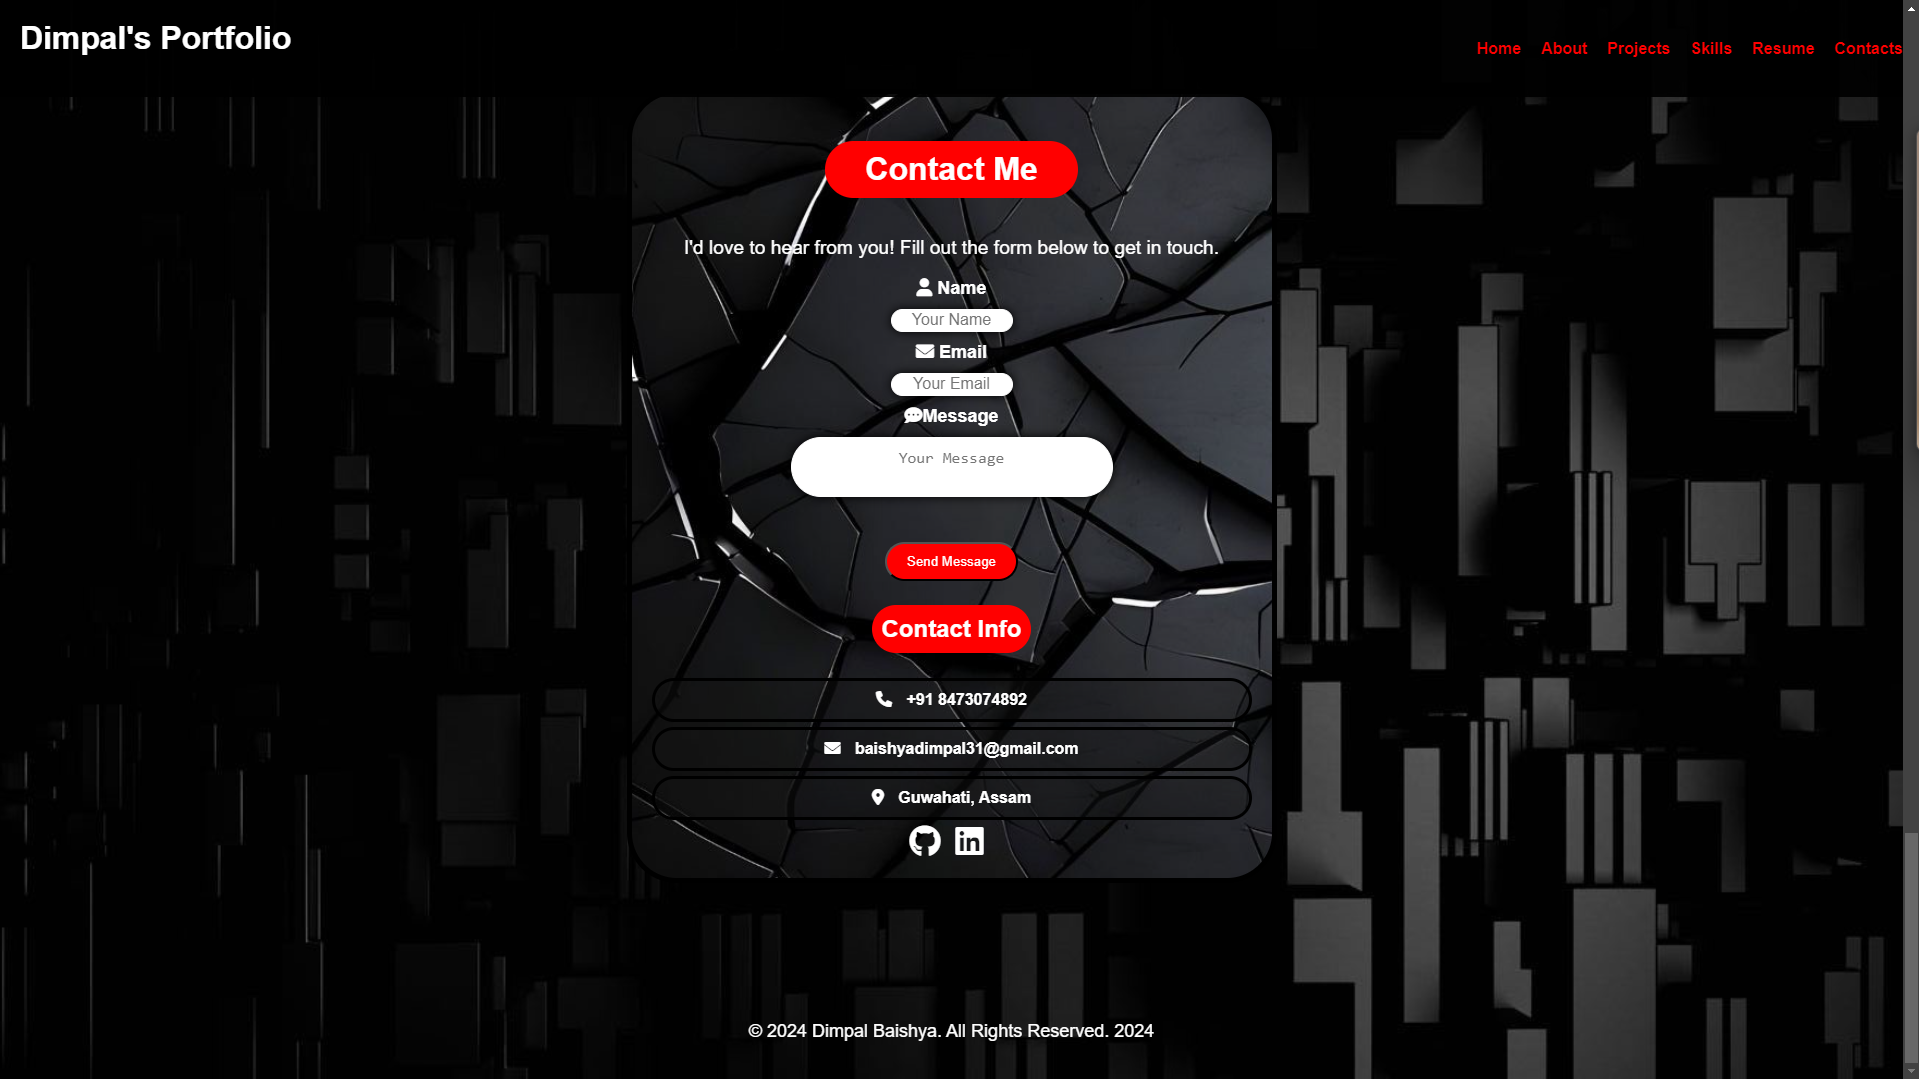 Dimpal's Portfolio
Home About Projects Skills Resume Contacts
Contact Me
I'd love to hear from you! Fill out the form below to get in touch.
Name
Your Name
Email
Your Email
Message
Your Message
Send Message
Contact Info
+91 8473074892
baishyadimpal31@gmail.com
Guwahati, Assam
© 2024 Dimpal Baishya. All Rights Reserved. 2024